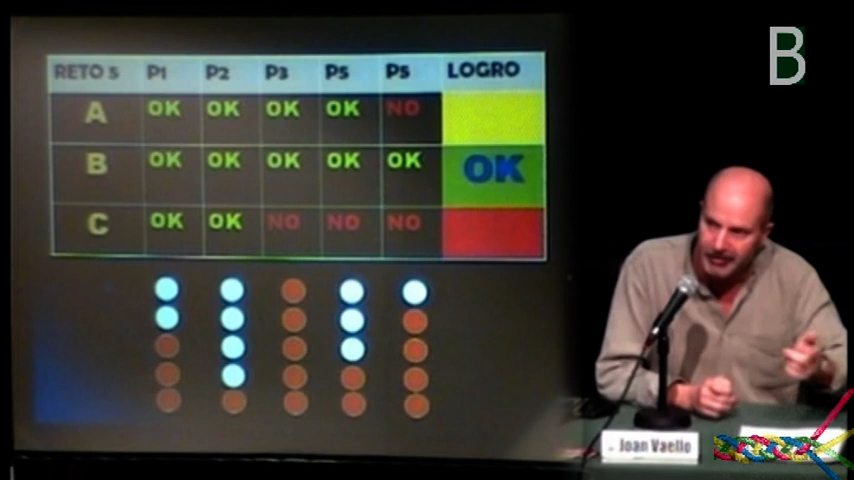 B
RETO 5 P1 P2 P3 P5 P5 LOGRO
A OK OK OK OK NO
B OK OK OK OK OK OK
C OK OK NO NO NO
Joan Vaello